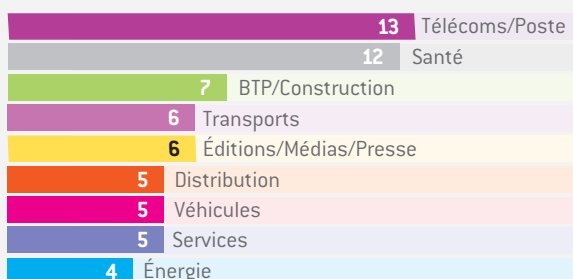 13 Télécoms/Poste
12 Santé
7 BTP/Construction
6 Transports
6 Éditions/Médias/Presse
5 Distribution
5 Véhicules
5 Services
4 Énergie